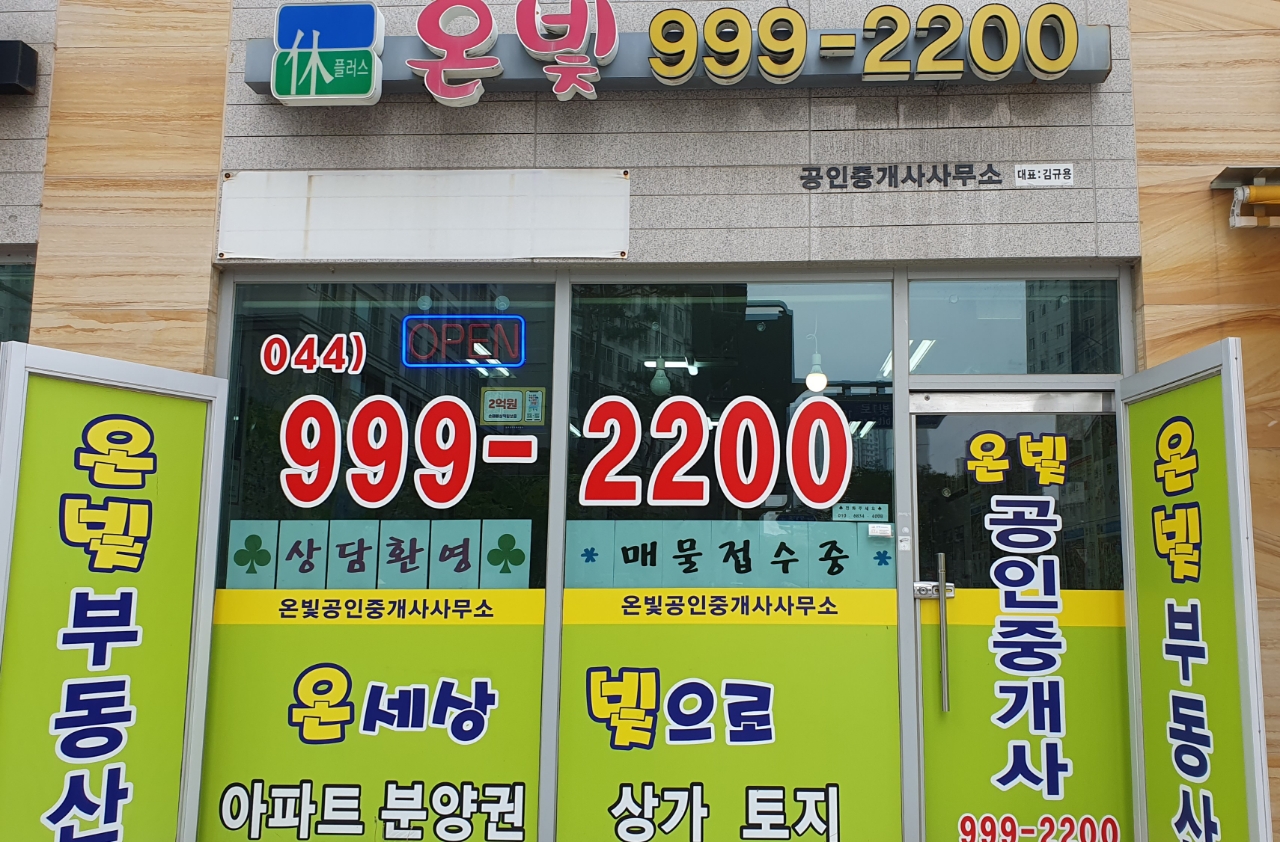 休플러스 온빛 999-2200
공인중개사사무소 대표:김규용
044) OPEN
2억원
999-2200
♣상담환영♣ *매물접수중*
온빛공인중개사사무소 온빛공인중개사사무소
온세상 빛으로
아파트 분양권 상가 토지
온빛 부동산
온빛
공인중개사
999-2200
온빛 부동산